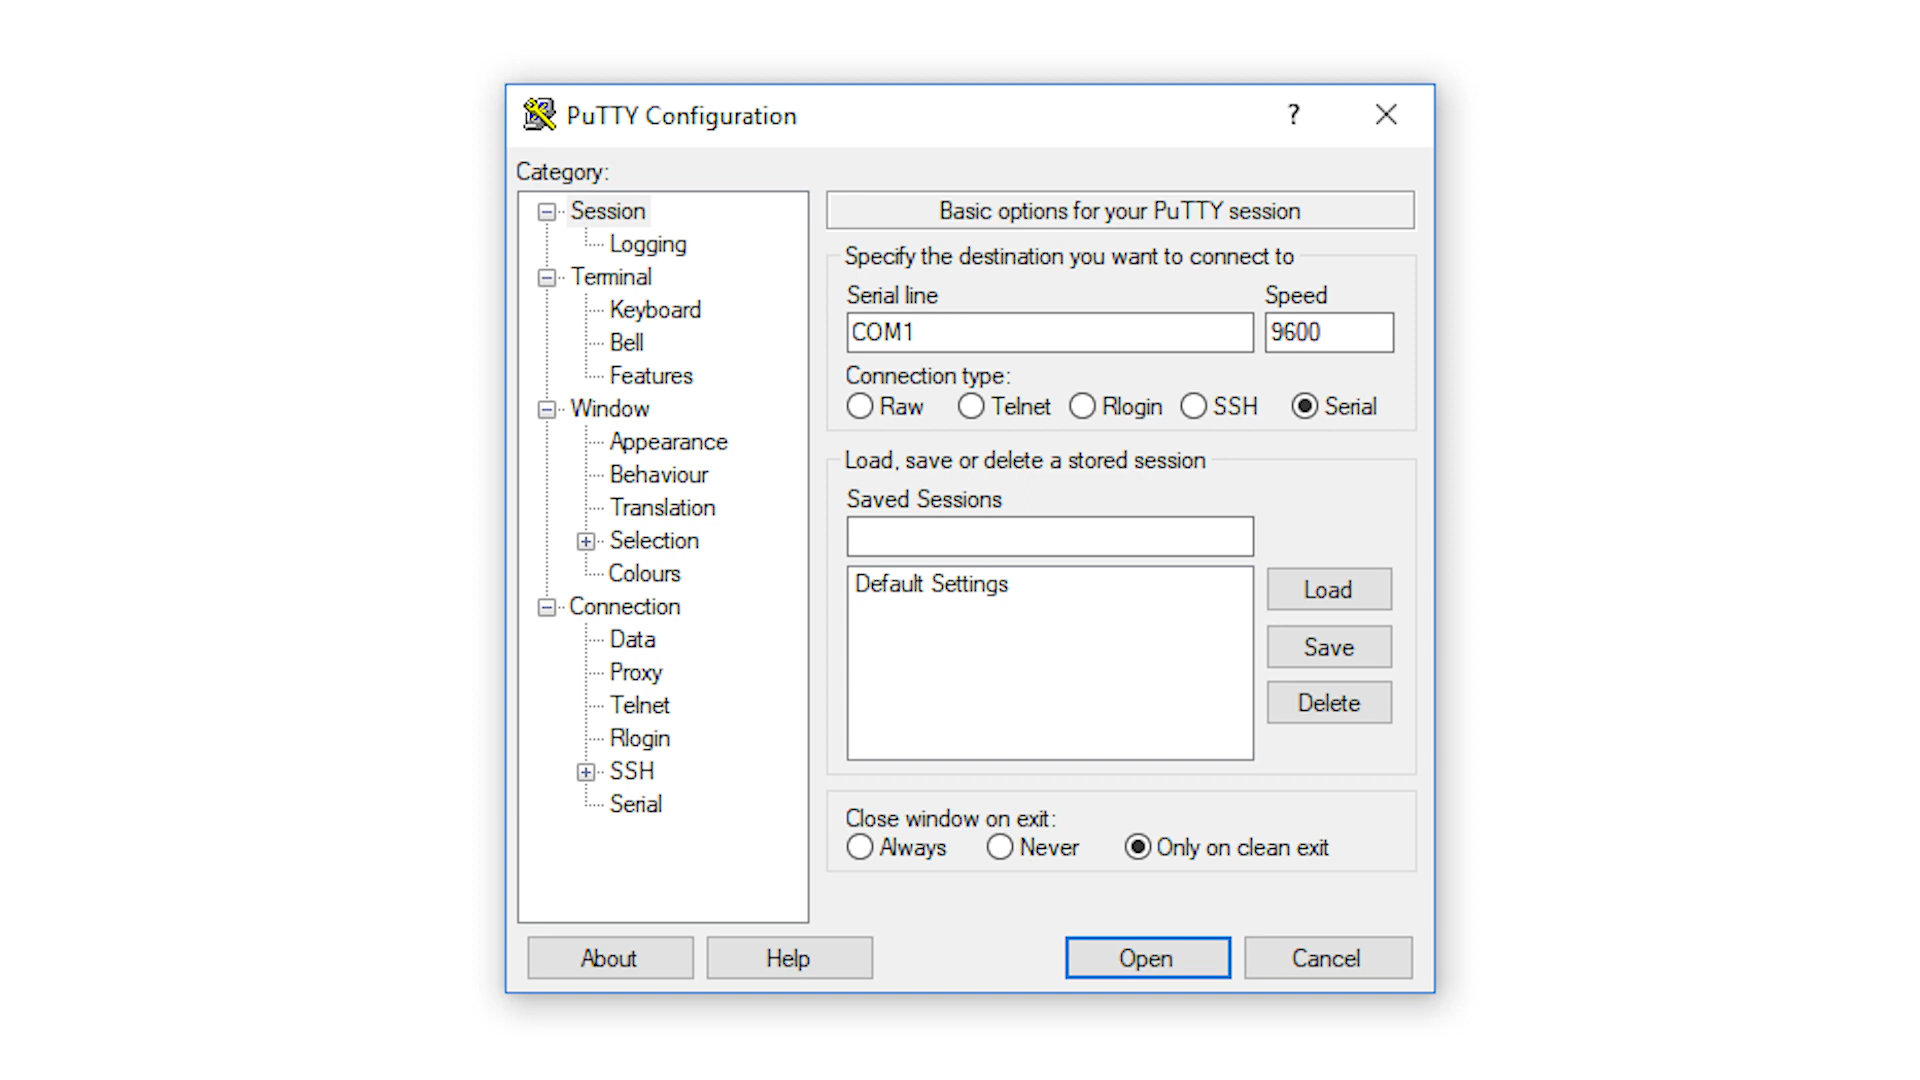 PuTTY Configuration
?
Category:
Session
Logging
Terminal
Keyboard
Bell
Features
Window
Appearance
Behaviour
Translation
Selection
Colours
Connection
Data
Proxy
Telnet
Rlogin
SSH
Serial
Basic options for your PuTTY session
Specify the destination you want to connect to
Serial line Speed
COM1 9600
Connection type:
Raw Telnet Rlogin SSH Serial
Load, save or delete a stored session
Saved Sessions
Default Settings
Load
Save
Delete
Close window on exit:
Always Never Only on clean exit
About Help Open Cancel